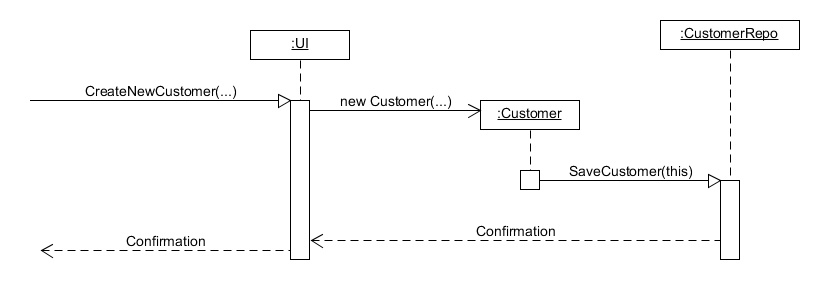 :CustomerRepo
:UI
CreateNewCustomer(...)
new Customer(...)
:Customer
SaveCustomer(this)
Confirmation
Confirmation